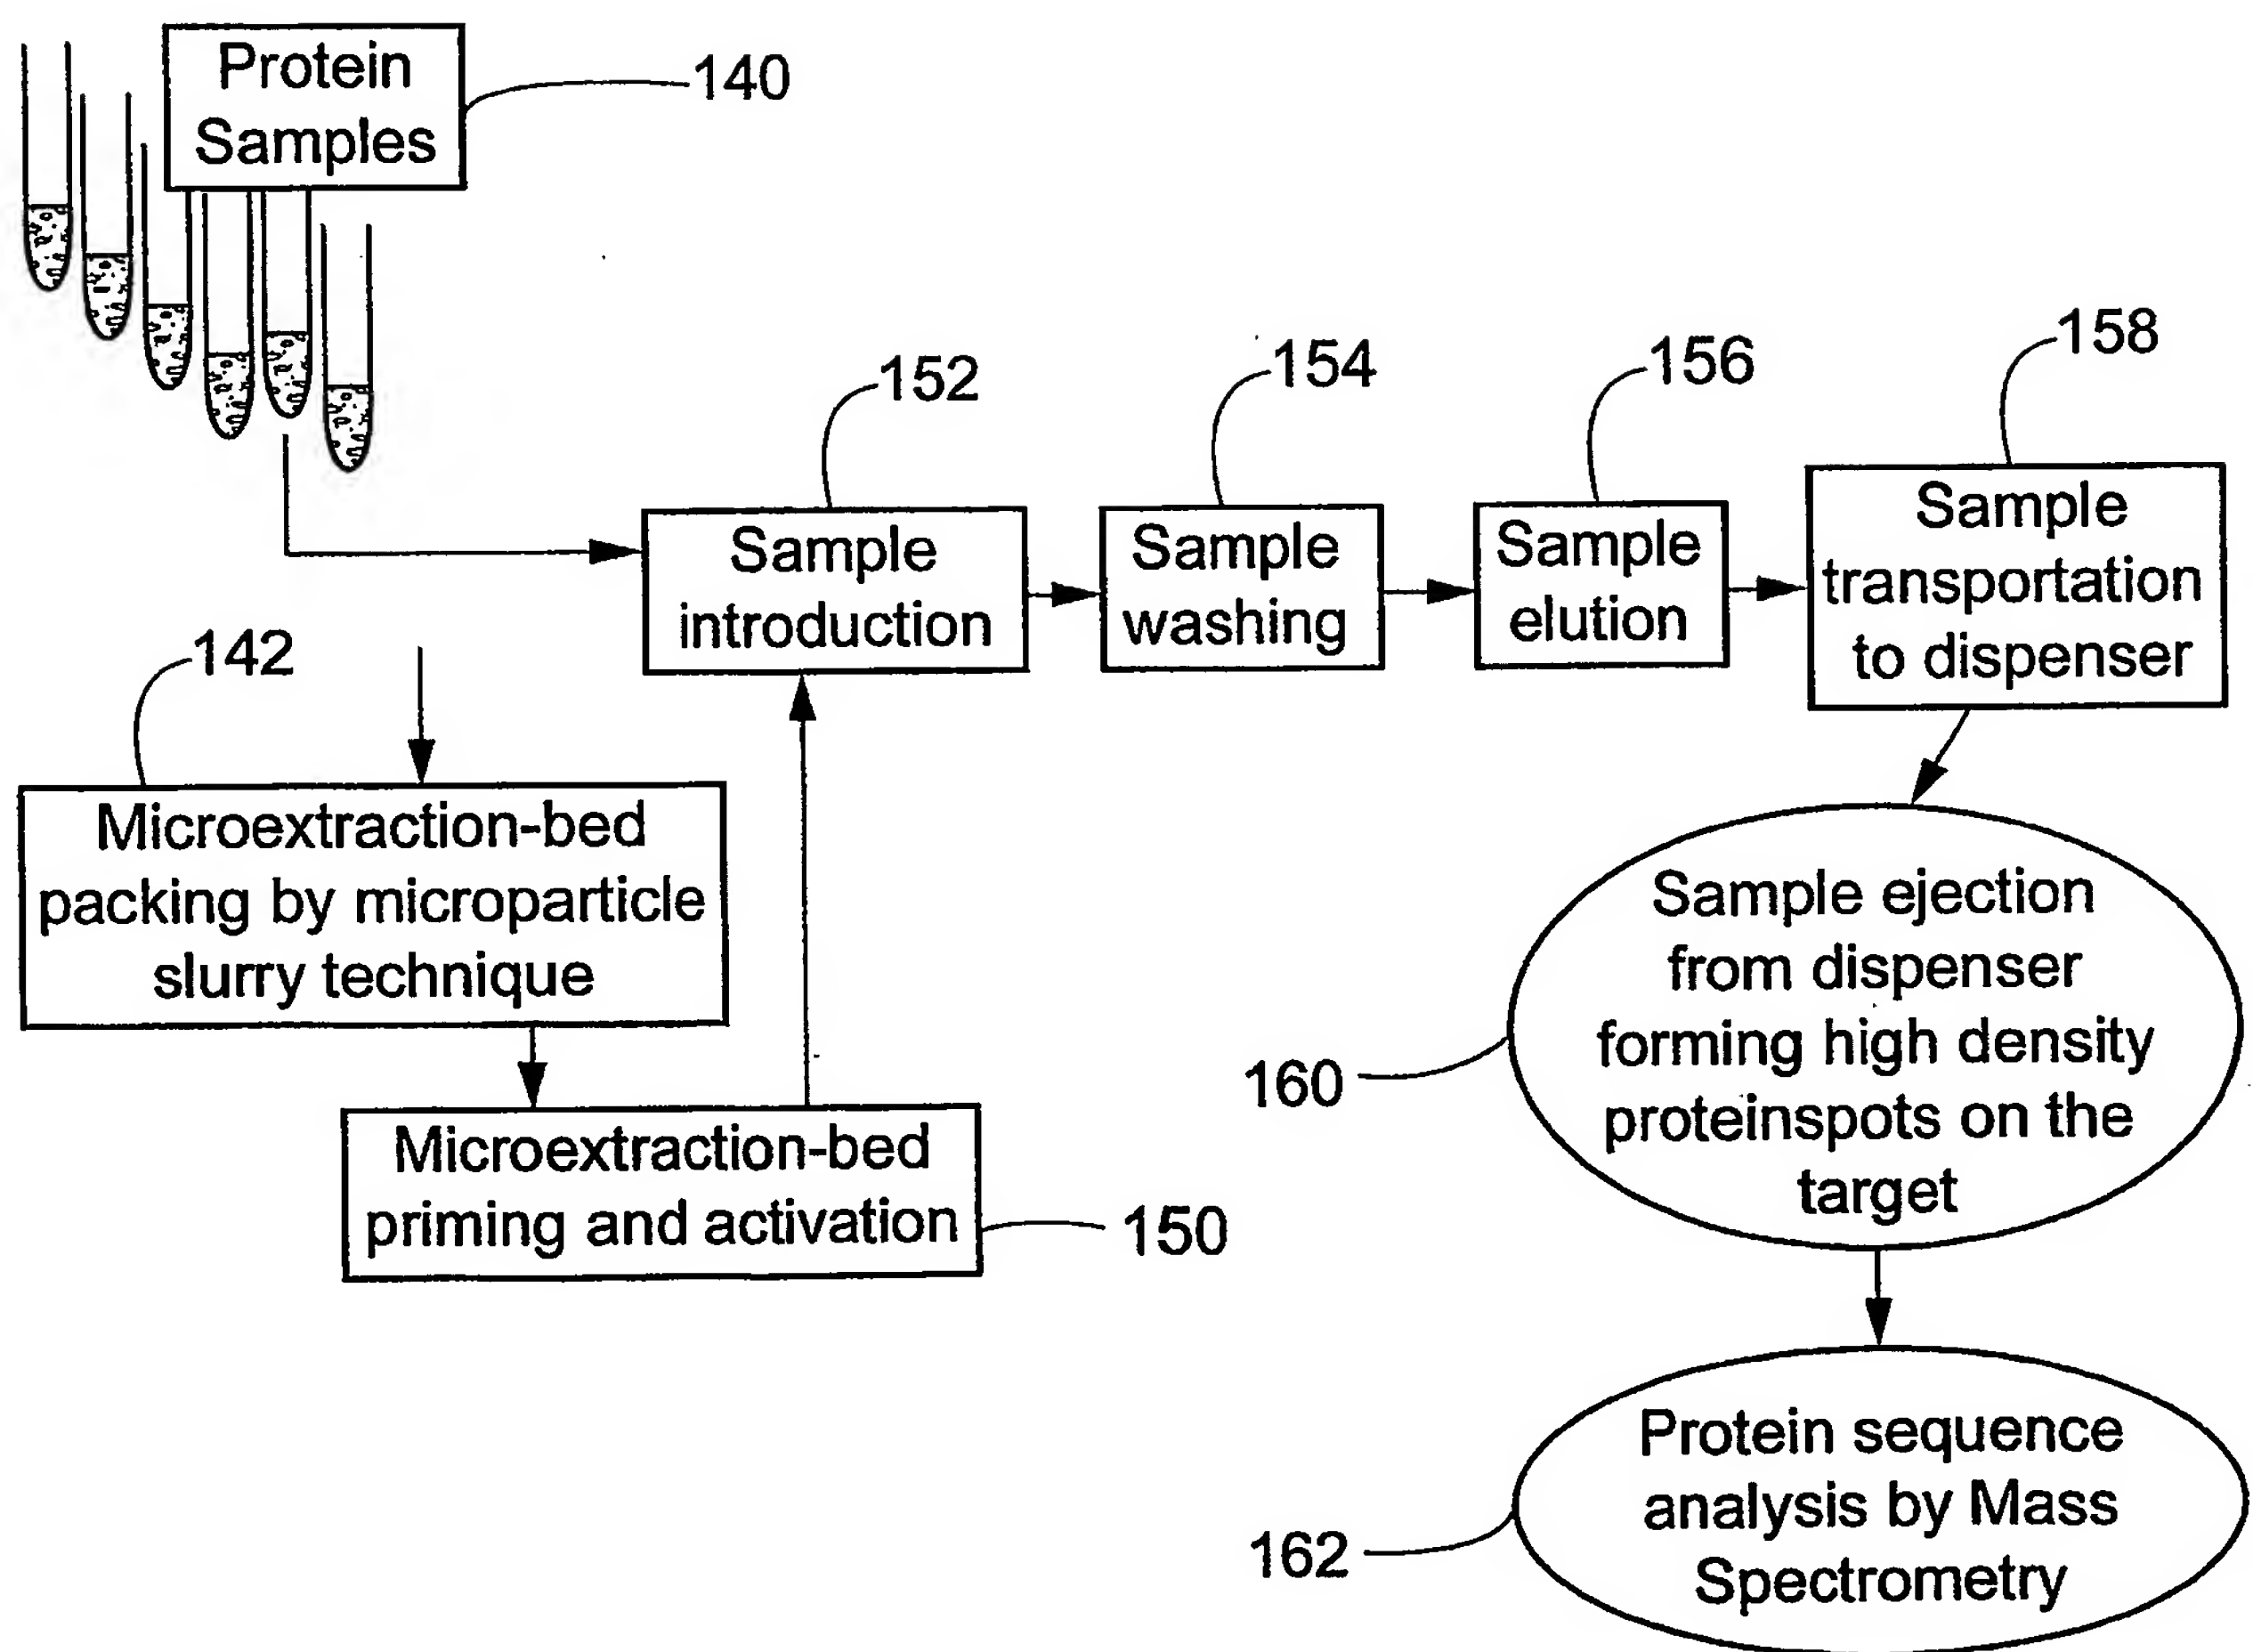 Protein
Samples
140
152
154
156
158
Sample
introduction
Sample
washing
Sample
elution
Sample
transportation
to dispenser
142
Microextraction-bed
packing by microparticle
slurry technique
Microextraction-bed
priming and activation
150
Sample ejection
from dispenser
forming high density
proteinspots on the
target
160
Protein sequence
analysis by Mass
Spectrometry
162